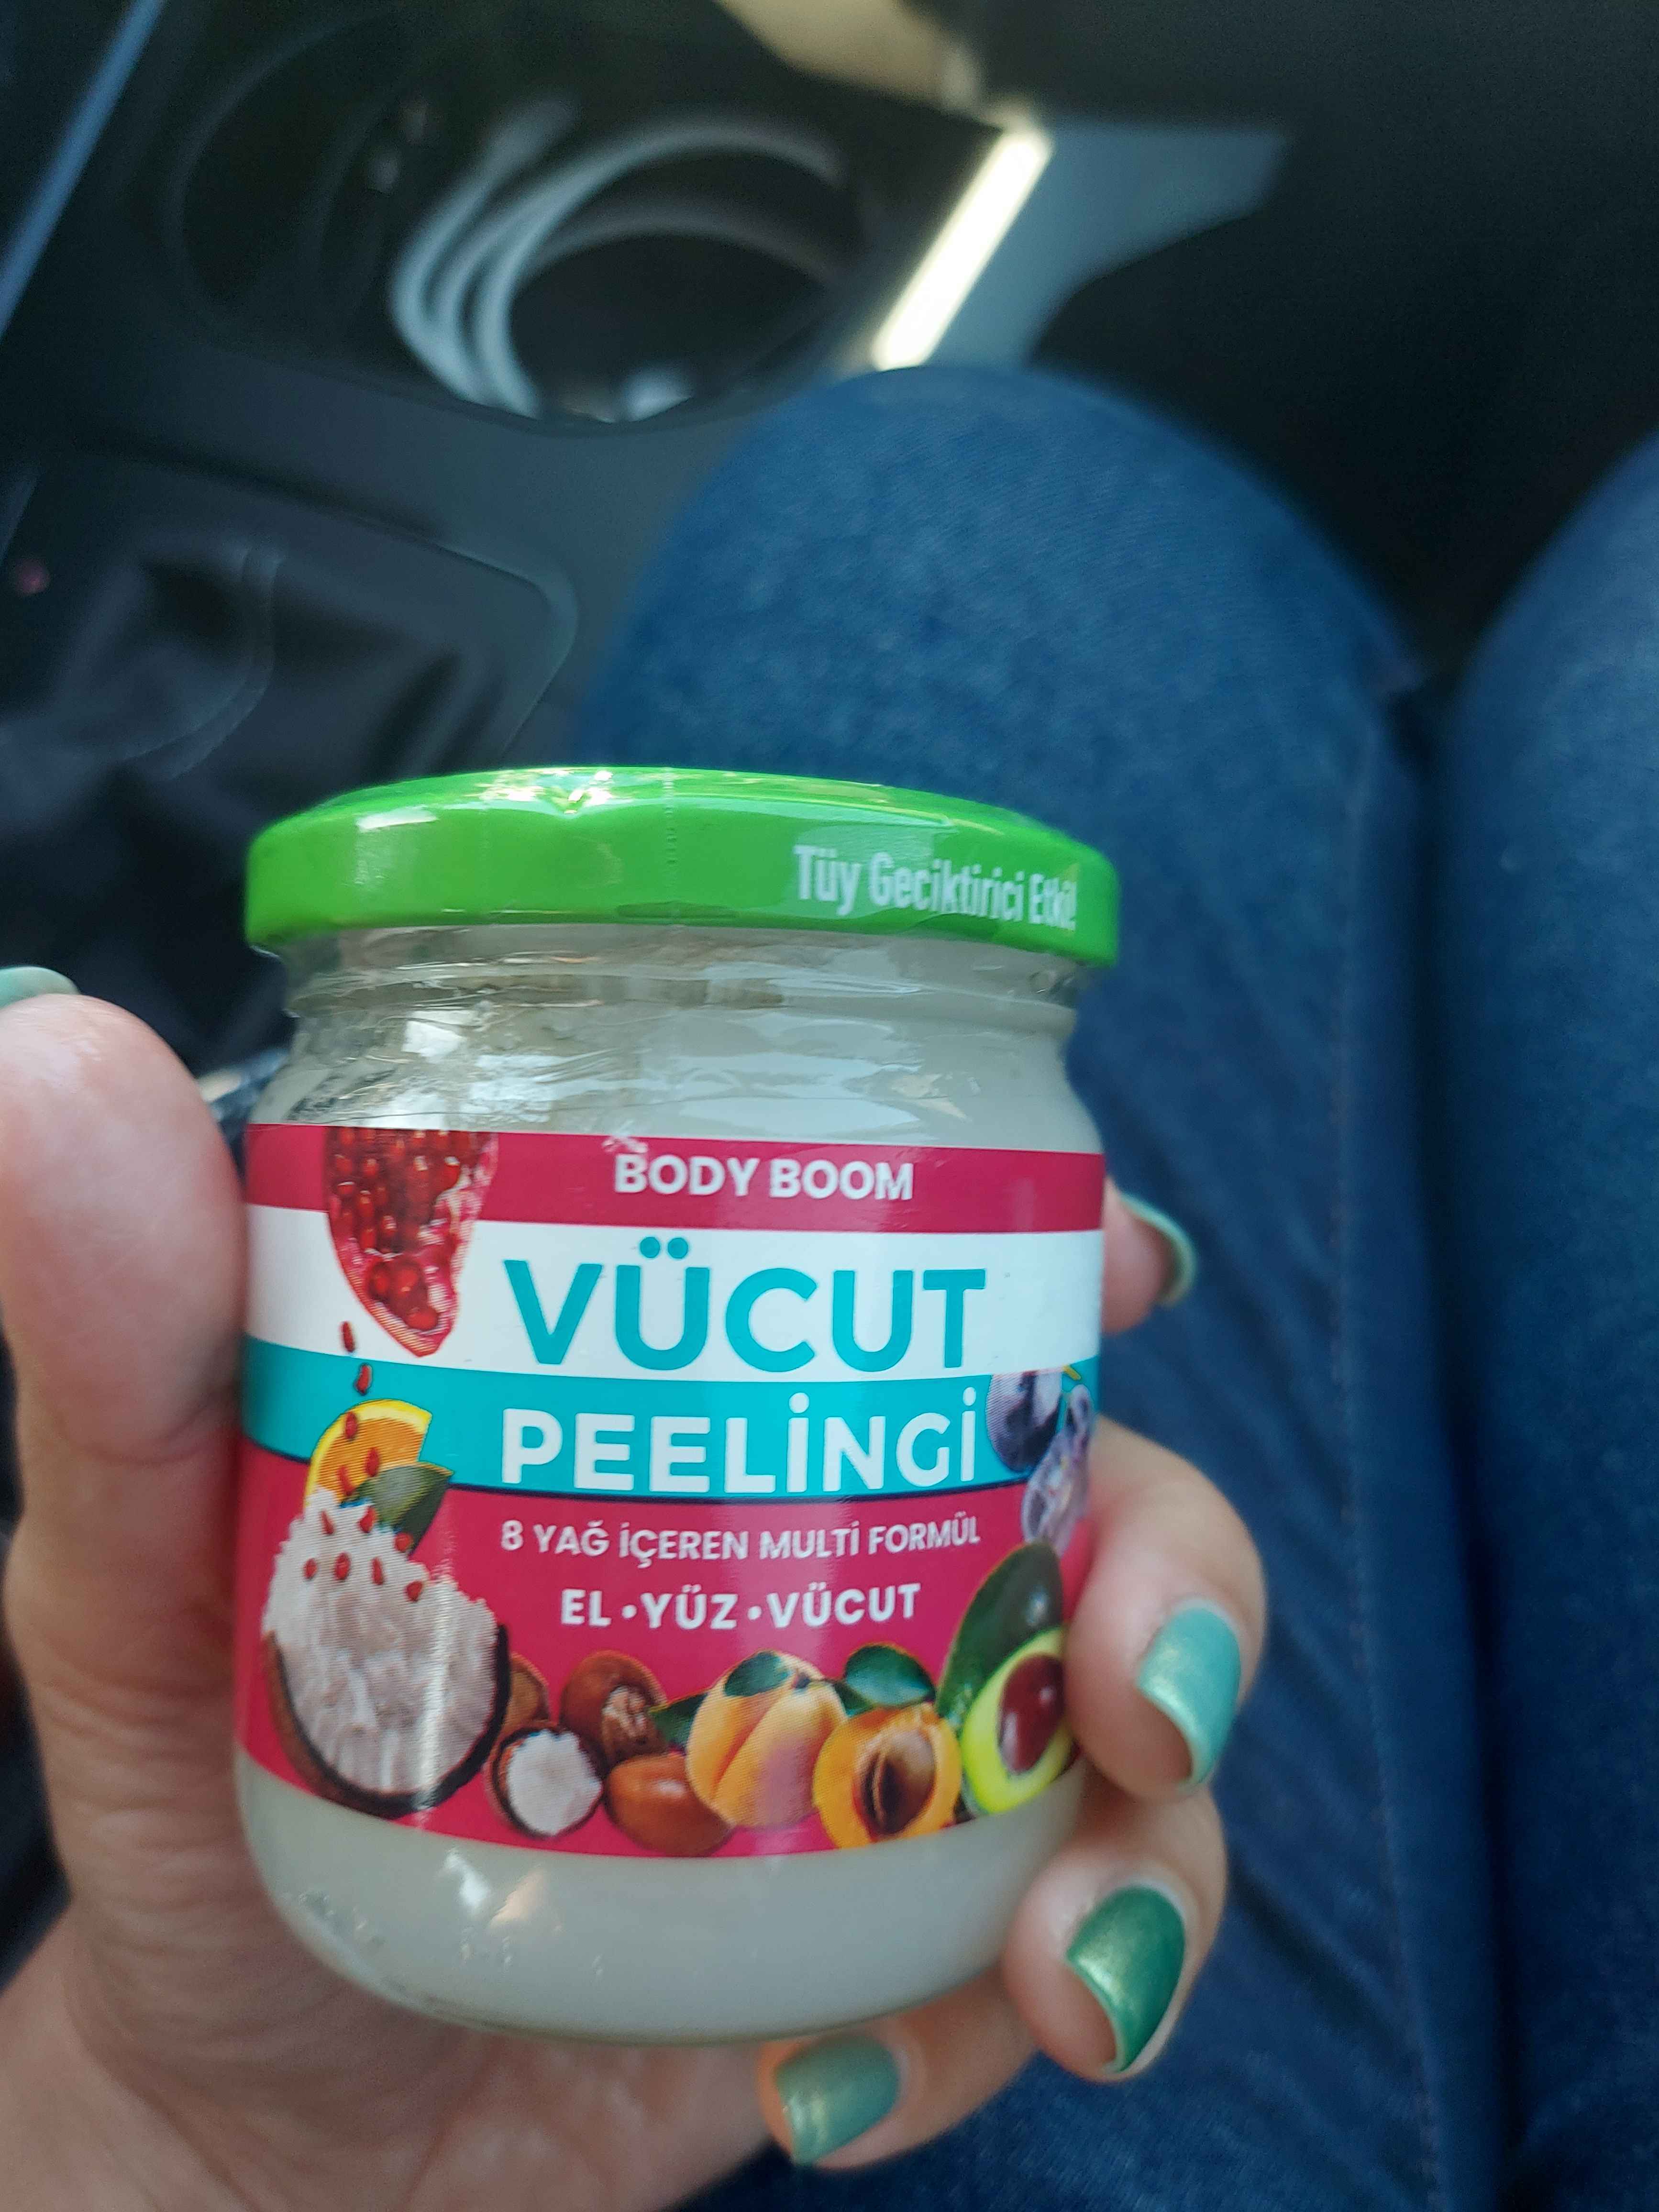 Tüy Geciktirici Etkili
BODY BOOM
VÜCUT
PEELİNGİ
8 YAĞ İÇEREN MULTİ FORMÜL
EL • YÜZ • VÜCUT